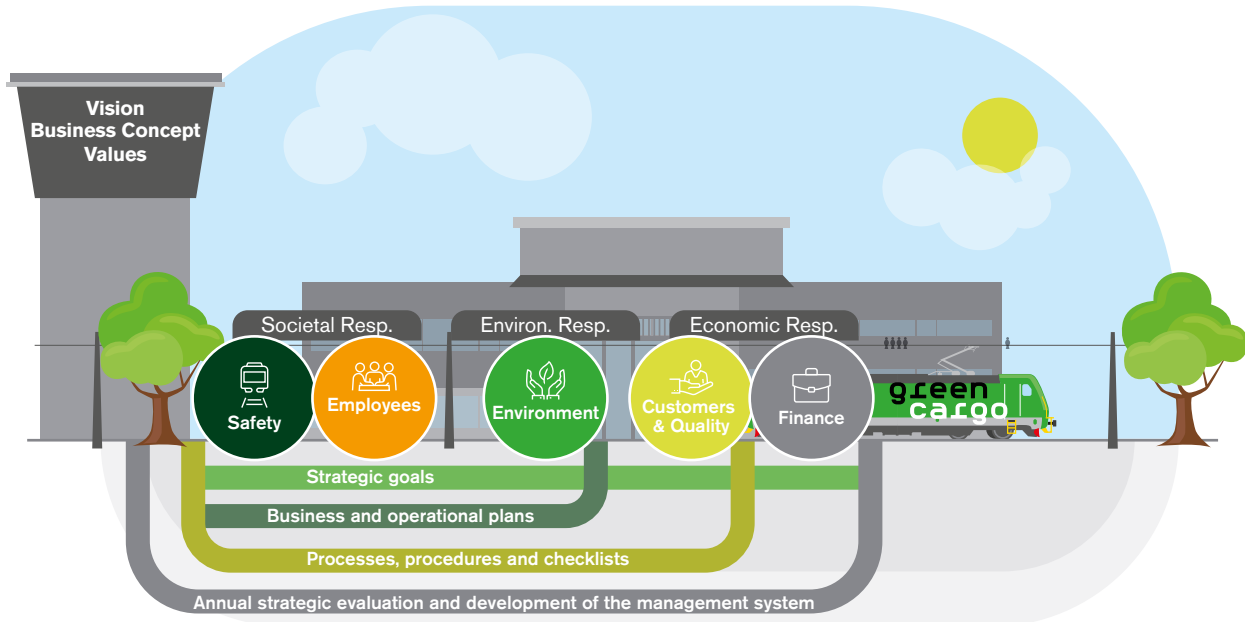 Vision
Business Concept
Values
Societal Resp.
Environ. Resp.
Economic Resp.
Safety
Employees
Environment
Customers
& Quality
Finance
green
cargo
Strategic goals
Business and operational plans
Processes, procedures and checklists
Annual strategic evaluation and development of the management system